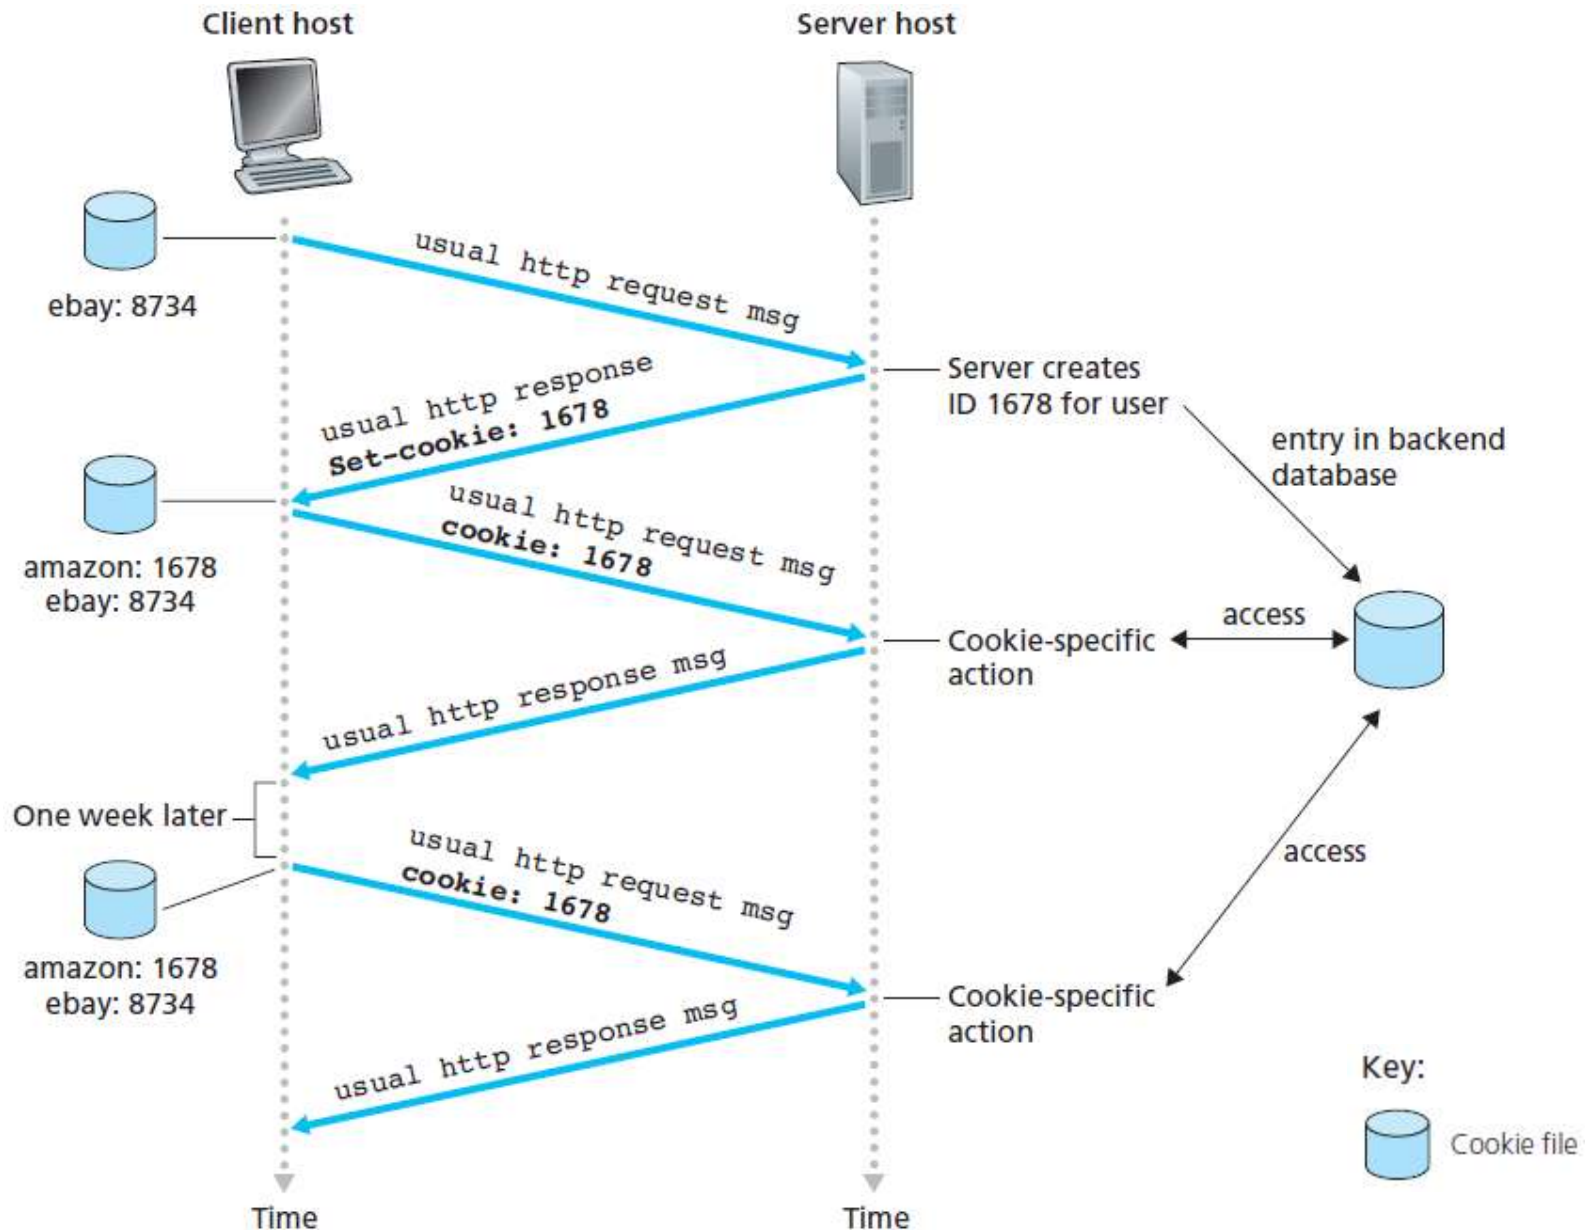 Client host
Server host
ebay: 8734
usual http request msg
Server creates
ID 1678 for user
entry in backend
database
usual http response
Set-cookie: 1678
amazon: 1678
ebay: 8734
usual http request msg
cookie: 1678
Cookie-specific
action
access
usual http response msg
One week later
usual http request msg
cookie: 1678
access
amazon: 1678
ebay: 8734
Cookie-specific
action
usual http response msg
Key:
Cookie file
Time
Time